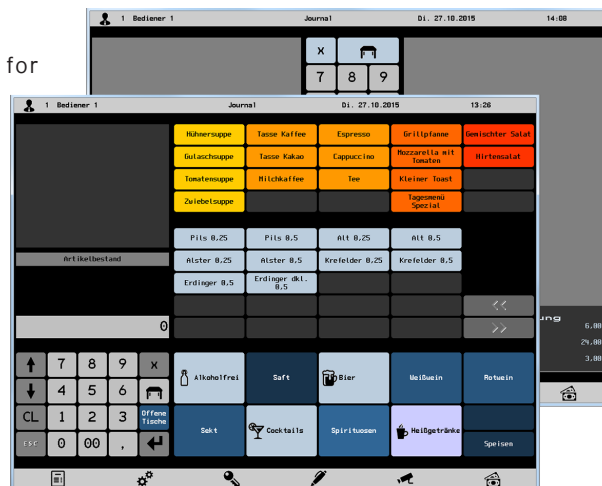 1 Bediener 1 Journal Di. 27.10.2015 14:08
for
X
7 8 9
1 Bediener 1 Journal Di. 27.10.2015 13:26
Hühnersuppe Tasse Kaffee Espresso Grillpfanne Gemischter Salat
Gulaschsuppe Tasse Kakao Cappuccino Mozzarella mit Tomaten Hirtensalat
Tomatensuppe Milchkaffee Tee Kleiner Toast
Zwiebelsuppe Tagesmenü Spezial
Pils 0,25 Pils 0,5 Alt 0,25 Alt 0,5
Artikelbestand Alster 0,25 Alster 0,5 Krefelder 0,25 Krefelder 0,5
Erdinger 0,5 Erdinger dkl. 0,5
<<
ung
0 >> 6,00
24,00
3,00
7 8 9 X Alkoholfrei Saft Bier Weißwein Rotwein
4 5 6
CL 1 2 3 Offene Tische
Sekt Cocktails Spirituosen Heißgetränke
ESC 0 00 , Speisen